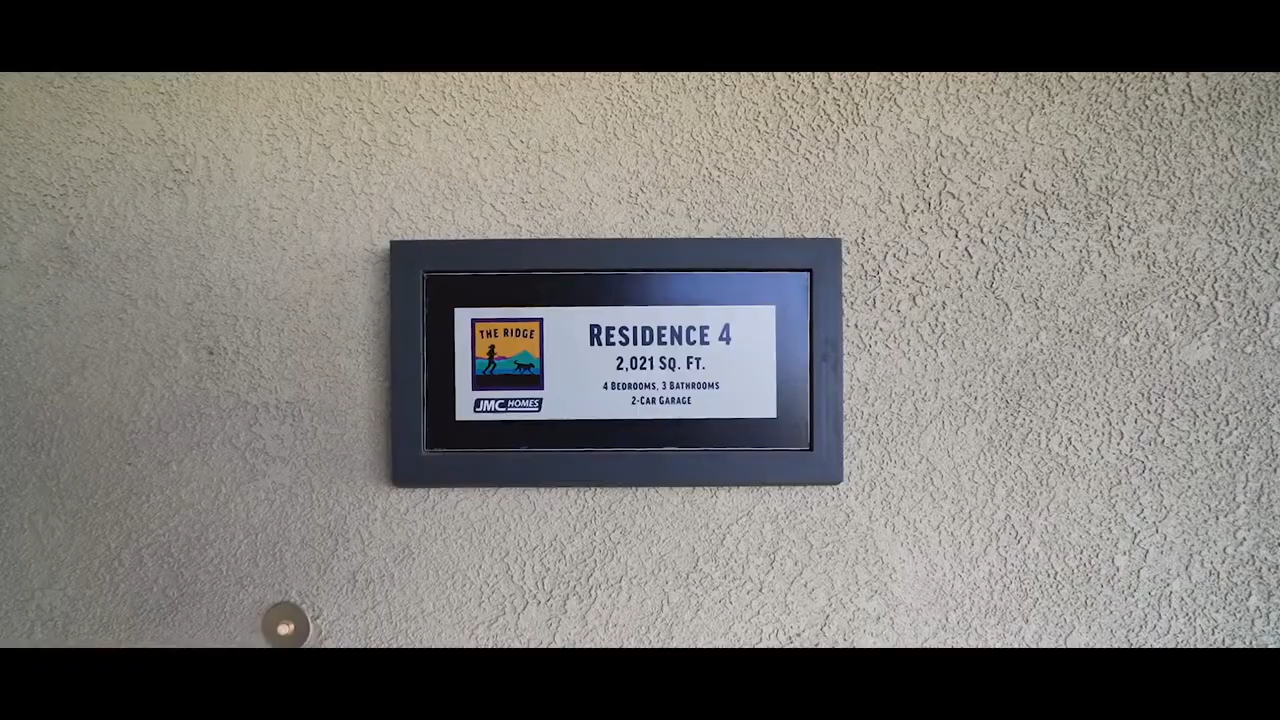 THE RIDGE
JMC HOMES
RESIDENCE 4
2,021 SQ. FT.
4 BEDROOMS, 3 BATHROOMS
2-CAR GARAGE